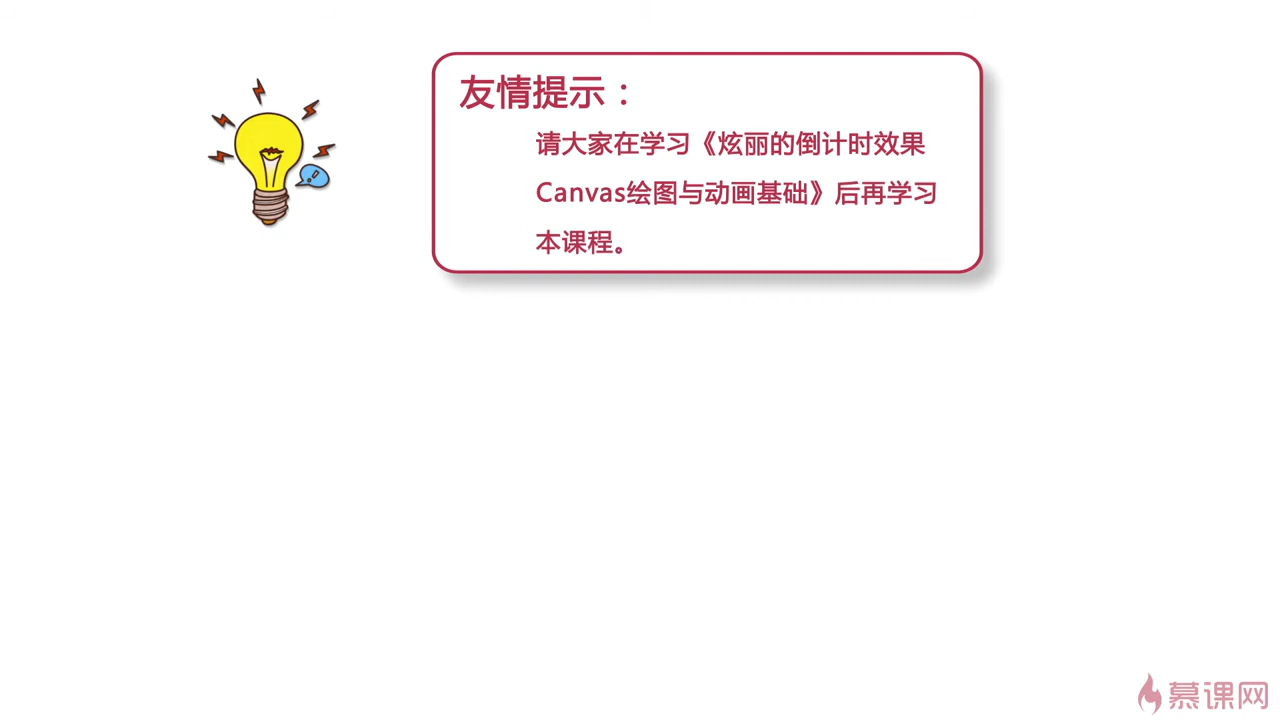 友情提示：
请大家在学习《炫丽的倒计时效果
Canvas绘图与动画基础》后再学习
本课程。
慕课网